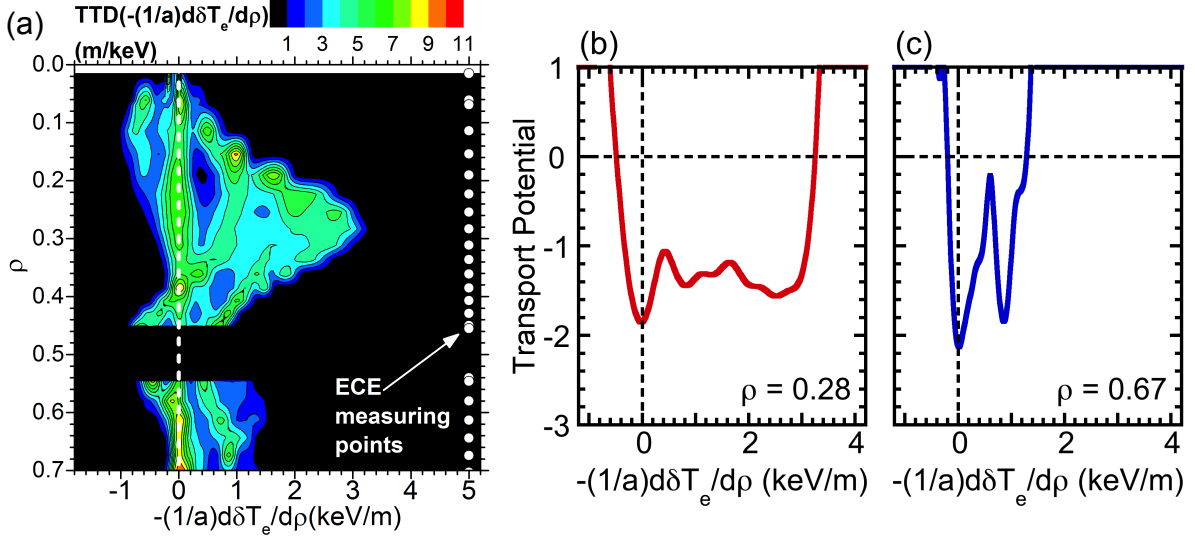 (a)
TTD(-(1/a)dδTe/dρ)
(m/keV)
1 3 5 7 9 11
0.0
0.1
0.2
0.3
0.4
0.5
0.6
0.7
ρ
ECE
measuring
points
-1 0 1 2 3 4 5
-(1/a)dδTe/dρ(keV/m)
(b)
Transport Potential
1
0
-1
-2
-3
ρ = 0.28
0 2 4
-(1/a)dδTe/dρ (keV/m)
(c)
ρ = 0.67
0 2 4
-(1/a)dδTe/dρ (keV/m)